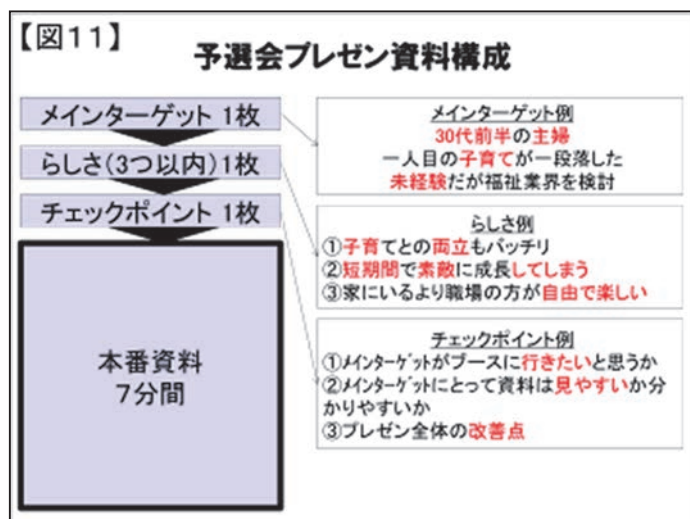 【図11】
予選会プレゼン資料構成
メインターゲット 1枚
らしさ(3つ以内)1枚
チェックポイント 1枚
本番資料
7分間
メインターゲット例
30代前半の主婦
一人目の子育てが一段落した
未経験だが福祉業界を検討
らしさ例
①子育てとの両立もバッチリ
②短期間で素敵に成長してしまう
③家にいるより職場の方が自由で楽しい
チェックポイント例
①メインターゲットがブースに行きたいと思うか
②メインターゲットにとって資料は見やすいか分
かりやすいか
③プレゼン全体の改善点